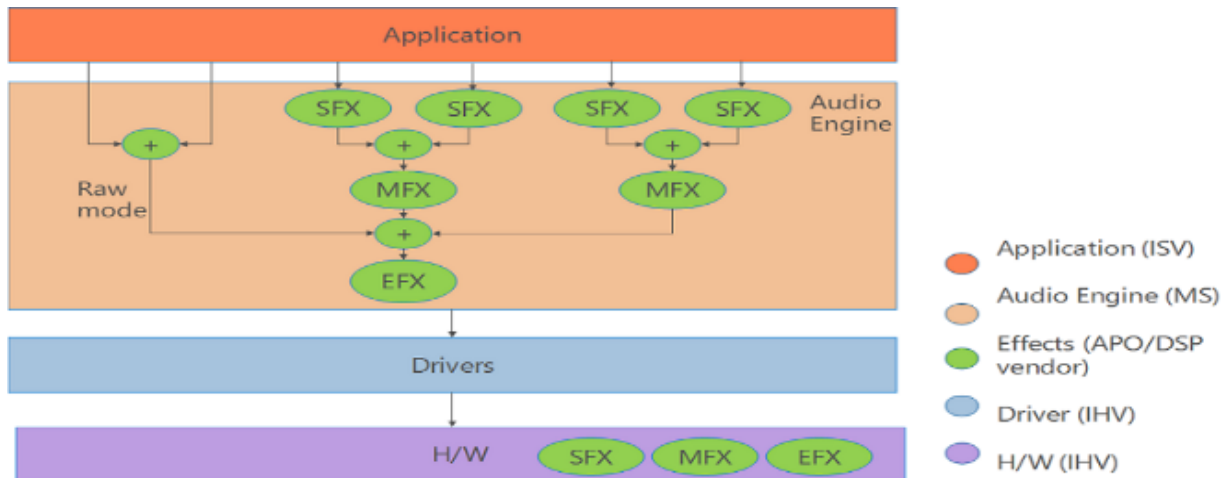 Application
SFX
SFX
SFX
SFX
Audio
Engine
+
+
+
Raw
mode
MFX
MFX
+
EFX
Drivers
H/W
SFX
MFX
EFX
Application (ISV)
Audio Engine (MS)
Effects (APO/DSP
vendor)
Driver (IHV)
H/W (IHV)